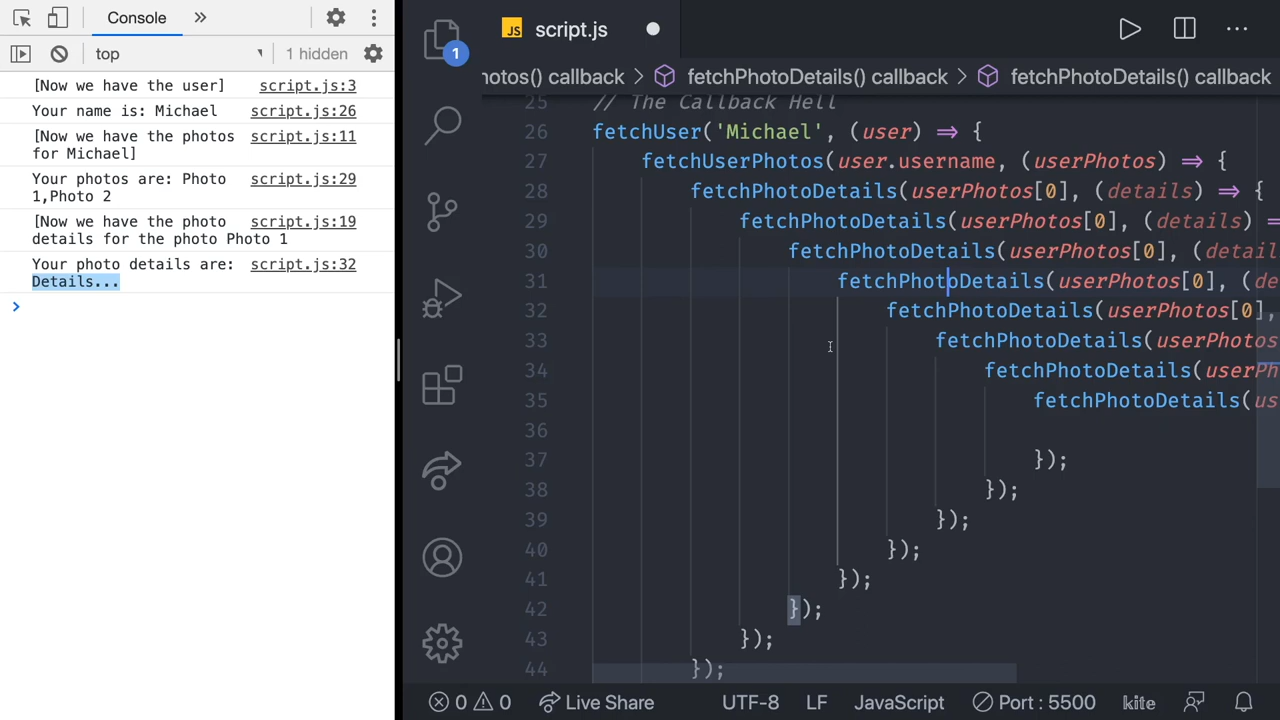 Console
top
1 hidden
[Now we have the user] script.js:3
Your name is: Michael script.js:26
[Now we have the photos script.js:11
for Michael]
Your photos are: Photo script.js:29
1,Photo 2
[Now we have the photo script.js:19
details for the photo Photo 1
Your photo details are: script.js:32
Details...
>
1
JS script.js
hotos() callback > fetchPhotoDetails() callback > fetchPhotoDetails() callback
25 // The Callback Hell
26 fetchUser('Michael', (user) => {
27 fetchUserPhotos(user.username, (userPhotos) => {
28 fetchPhotoDetails(userPhotos[0], (details) => {
29 fetchPhotoDetails(userPhotos[0], (details) =
30 fetchPhotoDetails(userPhotos[0], (detail
31 fetchPhotoDetails(userPhotos[0], (de
32 fetchPhotoDetails(userPhotos[0],
33 fetchPhotoDetails(userPhotos
34 fetchPhotoDetails(userPh
35 fetchPhotoDetails(us
36
37 });
38 });
39 });
40 });
41 });
42 });
43 });
44 });
0 0 Live Share UTF-8 LF JavaScript Port : 5500 kite